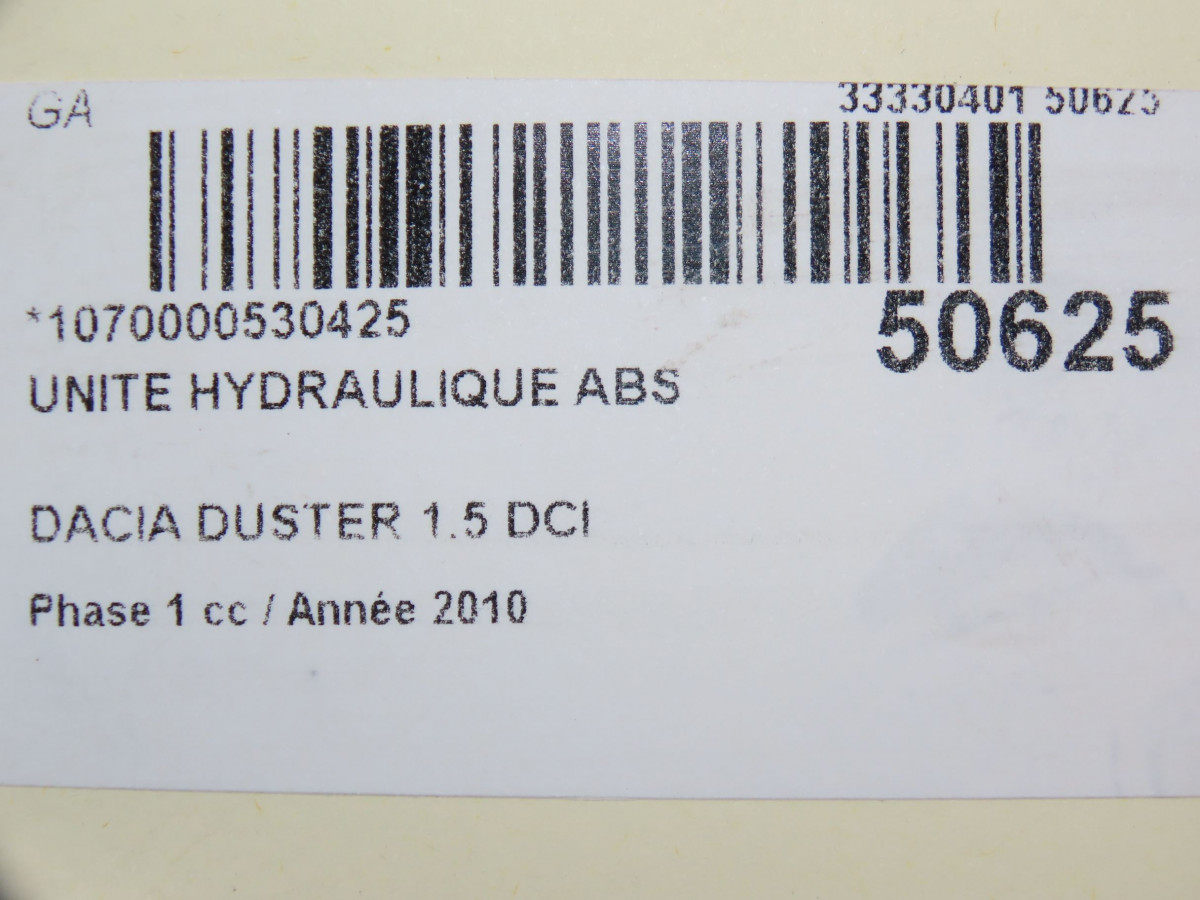 GA 33330401 50625
*1070000530425 50625
UNITE HYDRAULIQUE ABS
DACIA DUSTER 1.5 DCI
Phase 1 cc / Année 2010